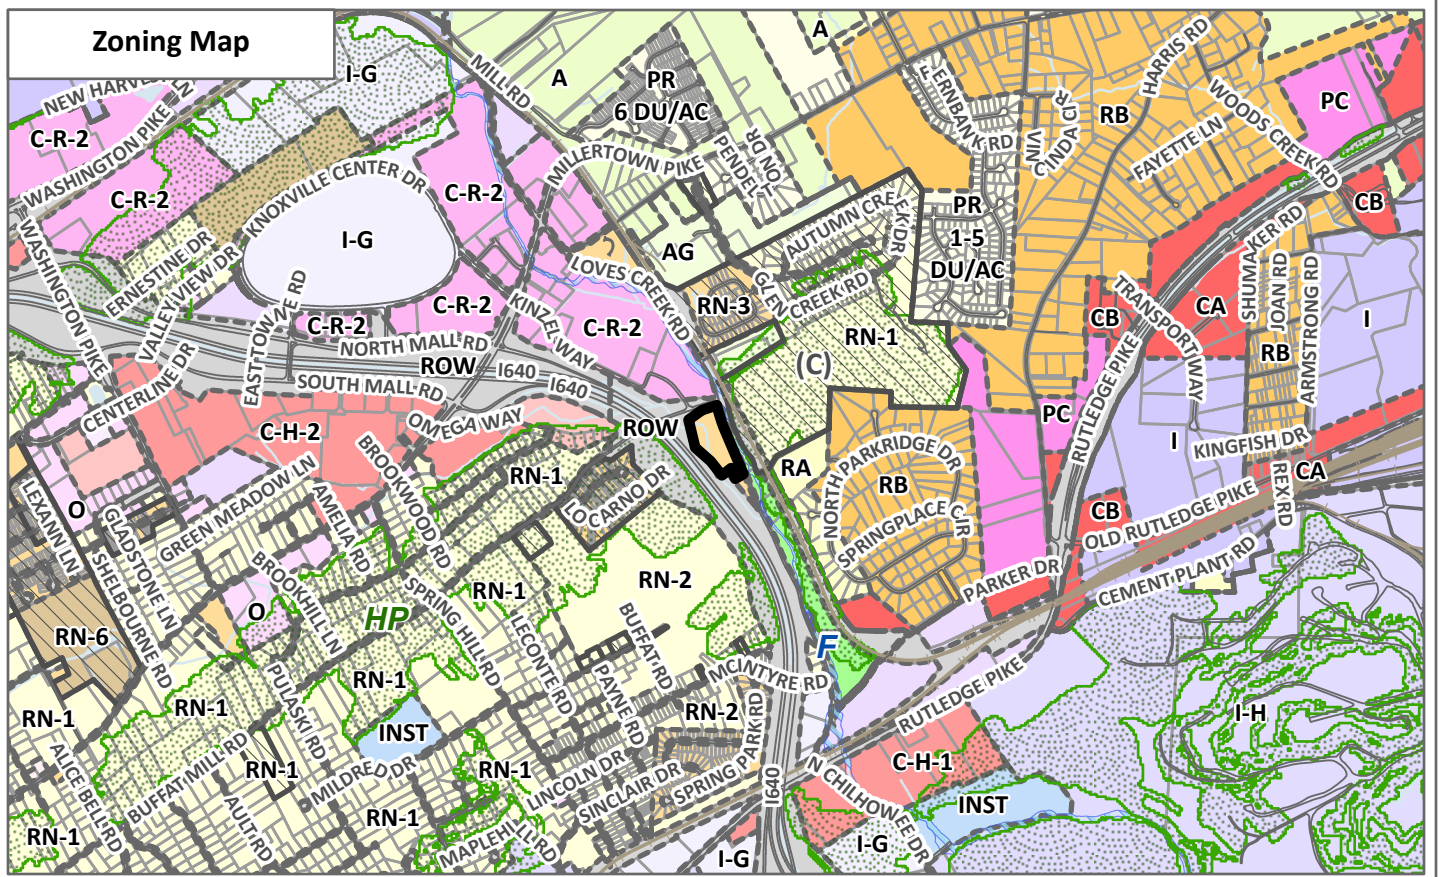 Zoning Map
NEW HARVEST
LN
I-G
MILL RD
A
PR
6 DU/AC
A
FERNBANK RD
VIN
CINDA CIR
RB
HARRIS RD
WOODS CREEK RD
PC
C-R-2
WASHINGTON PIKE
C-R-2
KNOXVILLE CENTER DR
C-R-2
MILLERTOWN PIKE
PENDLETON RD
FAYETTE LN
CB
WASHINGTON PIKE
ERNESTINE DR
VALLEY VIEW DR
I-G
AG
AUTUMN CREEK DR
PR
1-5
DU/AC
SHUMAKER RD
EASTTOWNE RD
C-R-2
C-R-2
LOVES CREEK RD
KINZEL WAY
C-R-2
RN-3
GLEN
CREEK RD
RN-1
(C)
CB
TRANSPORT WAY
CA
JOAN RD
ARMSTRONG RD
I
NORTH MALL RD
ROW
I640
I640
RB
CENTERLINE DR
SOUTH MALL RD
C-H-2
OMEGA WAY
ROW
PC
RUTLEDGE PIKE
I
KINGFISH DR
CA
REX RD
O
LEXANN LN
GLADSTONE LN
GREEN MEADOW LN
AMELIA RD
BROOKWOOD RD
RN-1
LO CARNO DR
RA
NORTH PARKRIDGE DR
RB
SPRINGPLACE CIR
CB
OLD RUTLEDGE PIKE
CEMENT PLANT RD
PARKER DR
SHELBOURNE RD
BROOKHILL LN
O
HP
SPRING HILL RD
RN-1
RN-2
RN-6
LECONTE RD
BUFFAT RD
PAYNE RD
MCINTYRE RD
F
RN-1
RN-1
RN-1
PULASKI RD
INST
RN-2
SPRING PARK RD
RUTLEDGE PIKE
I-H
ALICE BELL RD
BUFFAT MILL RD
RN-1
AULT RD
MILDRED DR
RN-1
RN-1
LINCOLN DR
SINCLAIR DR
I640
N CHILHOWEE DR
C-H-1
INST
RN-1
MAPLEHILL RD
I-G
I-G